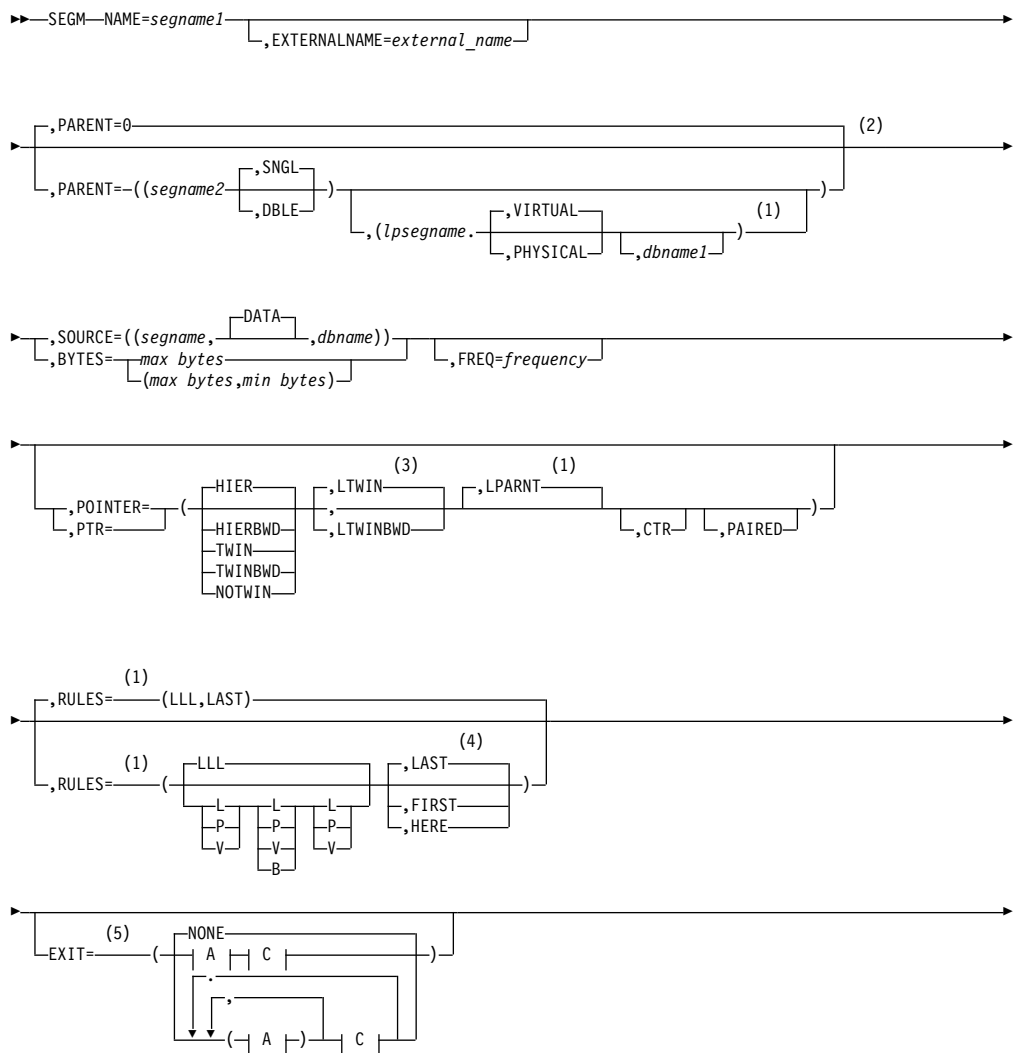 SEGM NAME=segname1
,EXTERNALNAME=external_name
,PARENT=0 (2)
,PARENT= ((segname2 ,SNGL ) )
,DBLE ,(lpsegname. ,VIRTUAL ) (1)
,PHYSICAL ,dbname1
,SOURCE=((segname, DATA ,dbname))
,BYTES= max bytes ,FREQ=frequency
(max bytes,min bytes)
(3) (1)
,POINTER= ( HIER ,LTWIN ,LPARNT )
,PTR= HIERBWD , ,CTR ,PAIRED
TWIN ,LTWINBWD
TWINBWD
NOTWIN
(1)
,RULES= (LLL,LAST)
(1) (4)
,RULES= ( LLL ,LAST )
L L L ,FIRST
P P P ,HERE
V V V
B
(5)
EXIT= ( NONE )
A C
.
,
( A ) C